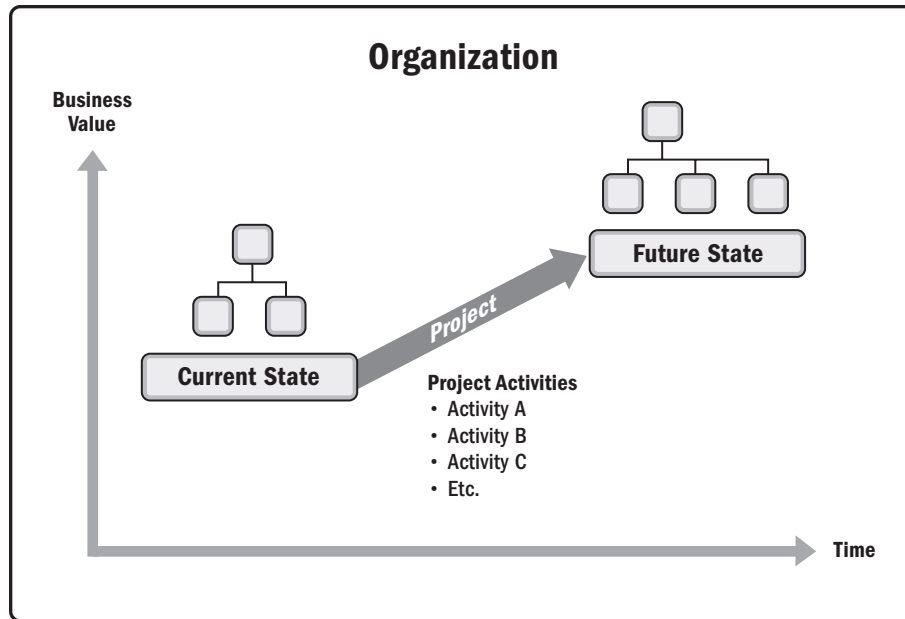 Organization
Business
Value
Future State
Project
Current State
Project Activities
• Activity A
• Activity B
• Activity C
• Etc.
Time